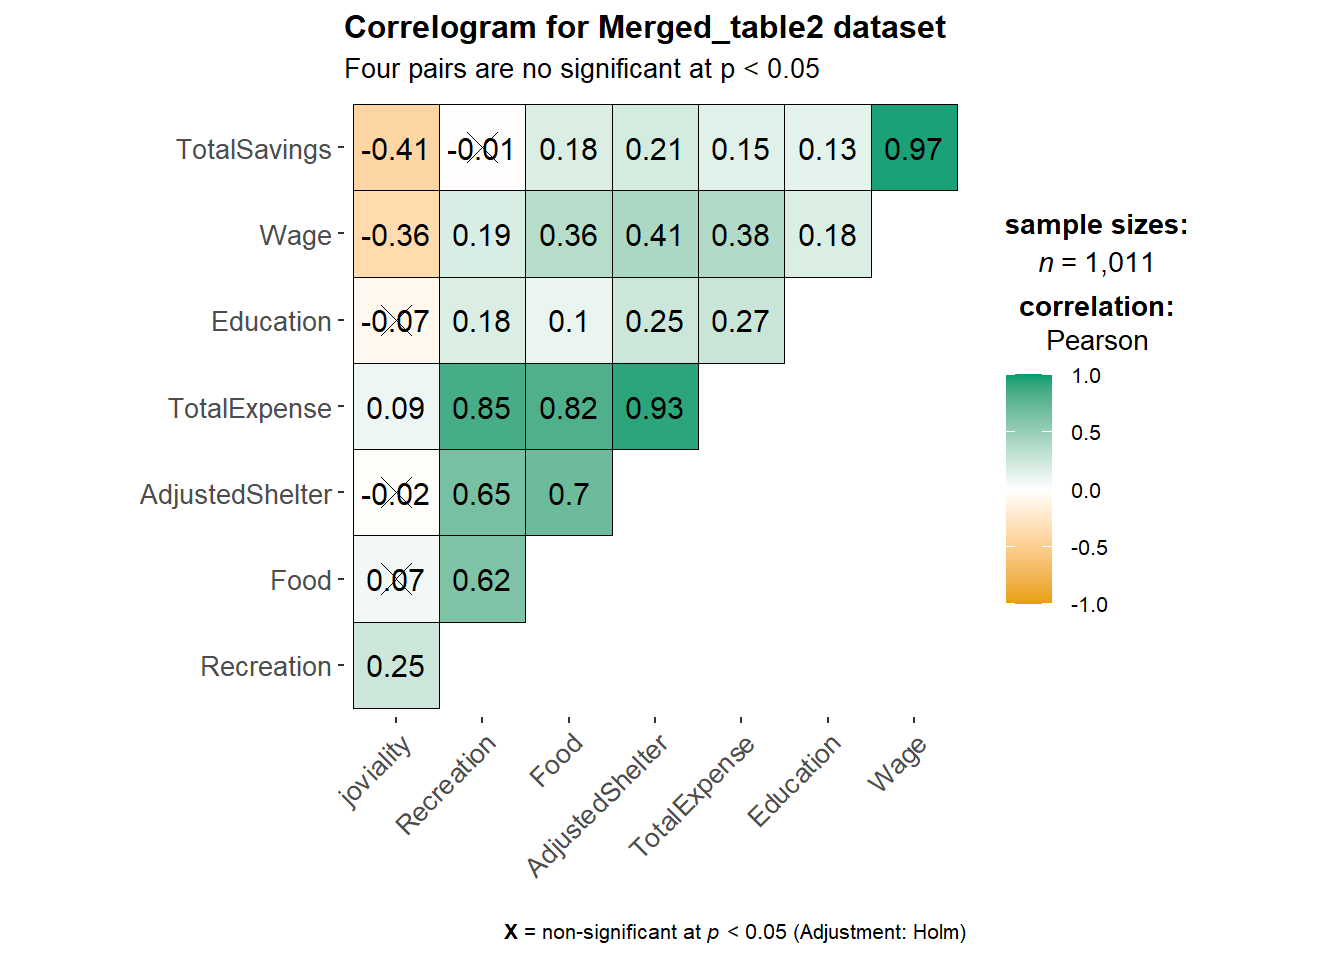 Correlogram for Merged_table2 dataset
Four pairs are no significant at p < 0.05
TotalSavings -0.41 -0.01 0.18 0.21 0.15 0.13 0.97
Wage -0.36 0.19 0.36 0.41 0.38 0.18
Education -0.07 0.18 0.1 0.25 0.27
TotalExpense 0.09 0.85 0.82 0.93
AdjustedShelter -0.02 0.65 0.7
Food 0.07 0.62
Recreation 0.25
joviality Recreation Food AdjustedShelter TotalExpense Education Wage
sample sizes:
n = 1,011
correlation:
Pearson
1.0
0.5
0.0
-0.5
-1.0
X = non-significant at p < 0.05 (Adjustment: Holm)